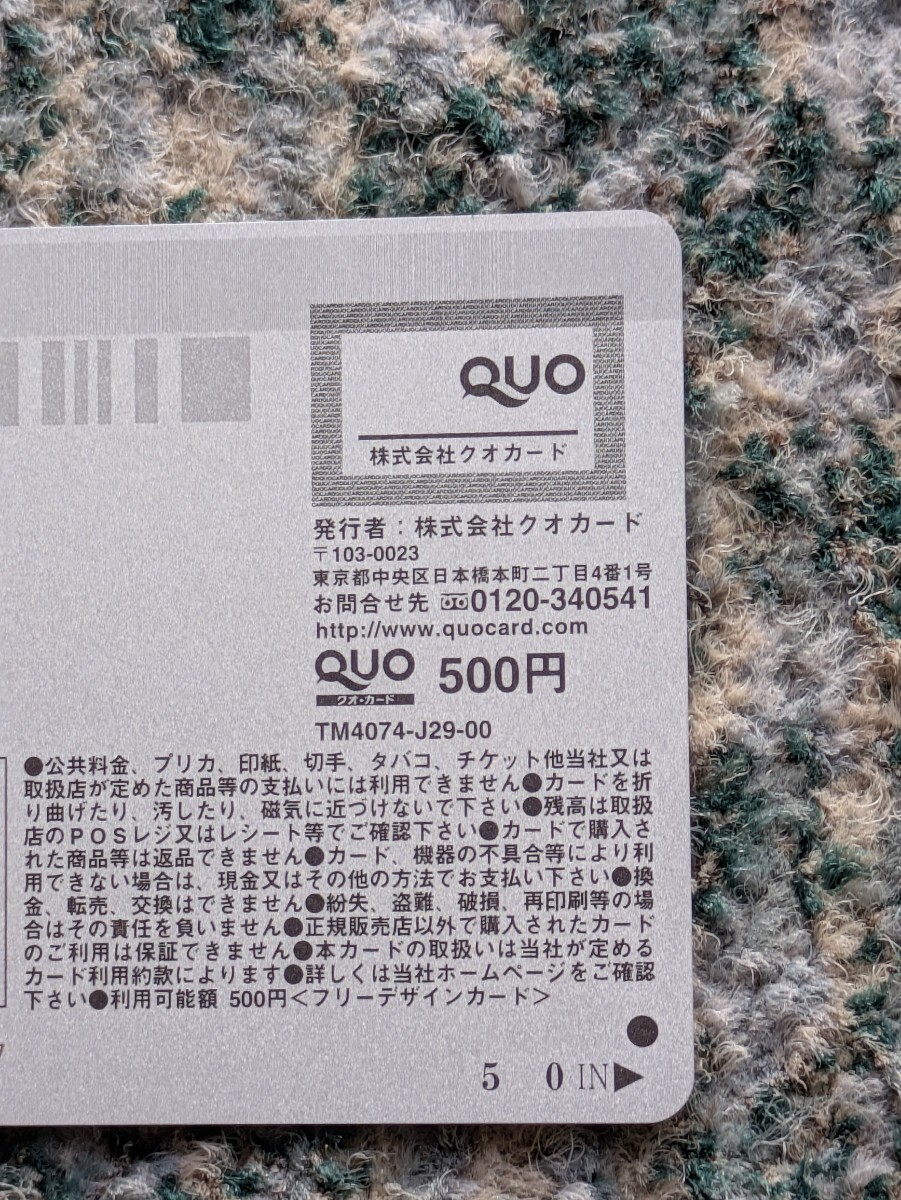 QUO
株式会社クオカード
発行者：株式会社クオカード
〒103-0023
東京都中央区日本橋本町二丁目4番1号
お問合せ先 0120-340541
http://www.quocard.com
QUO 500円
クオ・カード
TM4074-J29-00
●公共料金、プリカ、印紙、切手、タバコ、チケット他当社又は
取扱店が定めた商品等の支払いには利用できません●カードを折
り曲げたり、汚したり、磁気に近づけないで下さい●残高は取扱
店のPOSレジ又はレシート等でご確認下さい●カードで購入さ
れた商品等は返品できません●カード、機器の不具合等により利
用できない場合は、現金又はその他の方法でお支払い下さい●換
金、転売、交換はできません●紛失、盗難、破損、再印刷等の場
合はその責任を負いません●正規販売店以外で購入されたカード
のご利用は保証できません●本カードの取扱いは当社が定める
カード利用約款によります●詳しくは当社ホームページをご確認
下さい●利用可能額 500円<フリーデザインカード>
5 0 IN▶